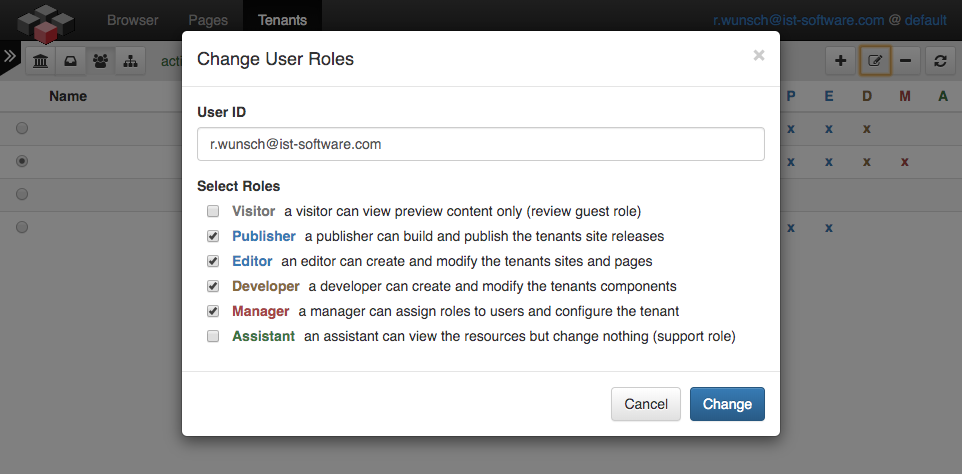 Browser Pages Tenants r.wunsch@ist-software.com @ default
Change User Roles ×
acti
Name P E D M A
User ID
x x x
r.wunsch@ist-software.com
x x x x
Select Roles
Visitor a visitor can view preview content only (review guest role)
Publisher a publisher can build and publish the tenants site releases
x x
Editor an editor can create and modify the tenants sites and pages
Developer a developer can create and modify the tenants components
Manager a manager can assign roles to users and configure the tenant
Assistant an assistant can view the resources but change nothing (support role)
Cancel Change